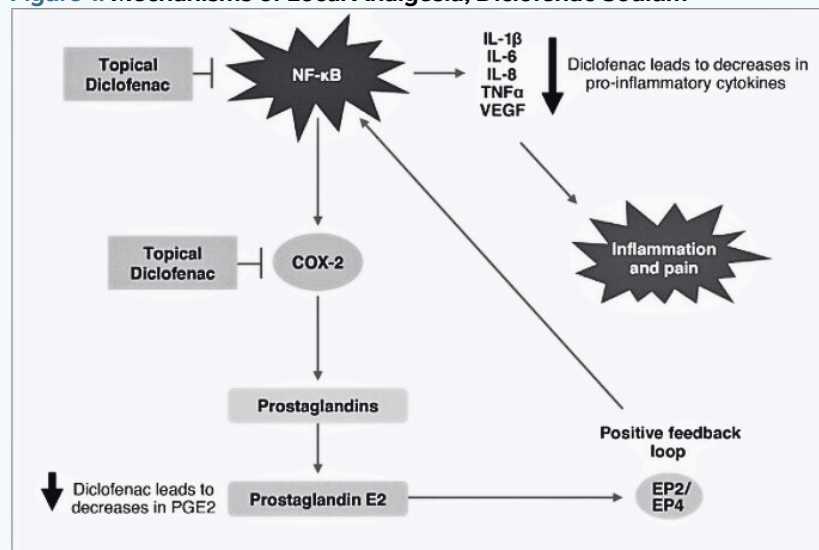 Topical
Diclofenac
NF-κB
IL-1β
IL-6
IL-8
TNFα
VEGF
Diclofenac leads to decreases in
pro-inflammatory cytokines
Topical
Diclofenac
COX-2
Inflammation
and pain
Prostaglandins
Positive feedback
loop
Diclofenac leads to
decreases in PGE2
Prostaglandin E2
EP2/
EP4